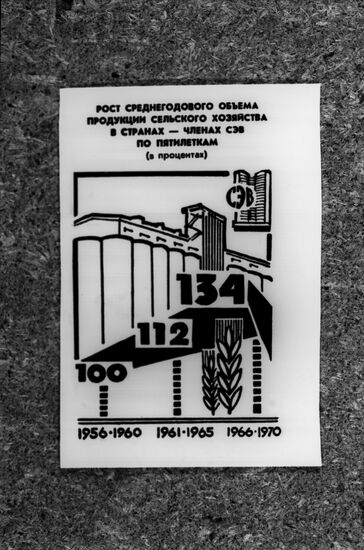 РОСТ СРЕДНЕГОДОВОГО ОБЪЕМА
ПРОДУКЦИИ СЕЛЬСКОГО ХОЗЯЙСТВА
В СТРАНАХ — ЧЛЕНАХ СЭВ
ПО ПЯТИЛЕТКАМ
(в процентах)
СЭВ
134
112
100
1956-1960 1961-1965 1966-1970